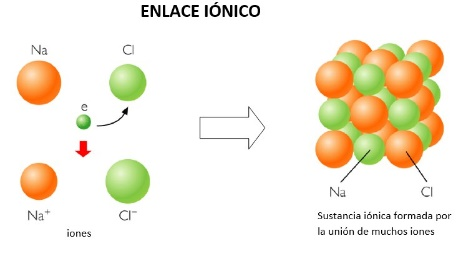 ENLACE IÓNICO
Na
Cl
e
Na⁺
Cl⁻
iones
Na
Cl
Sustancia iónica formada por
la unión de muchos iones